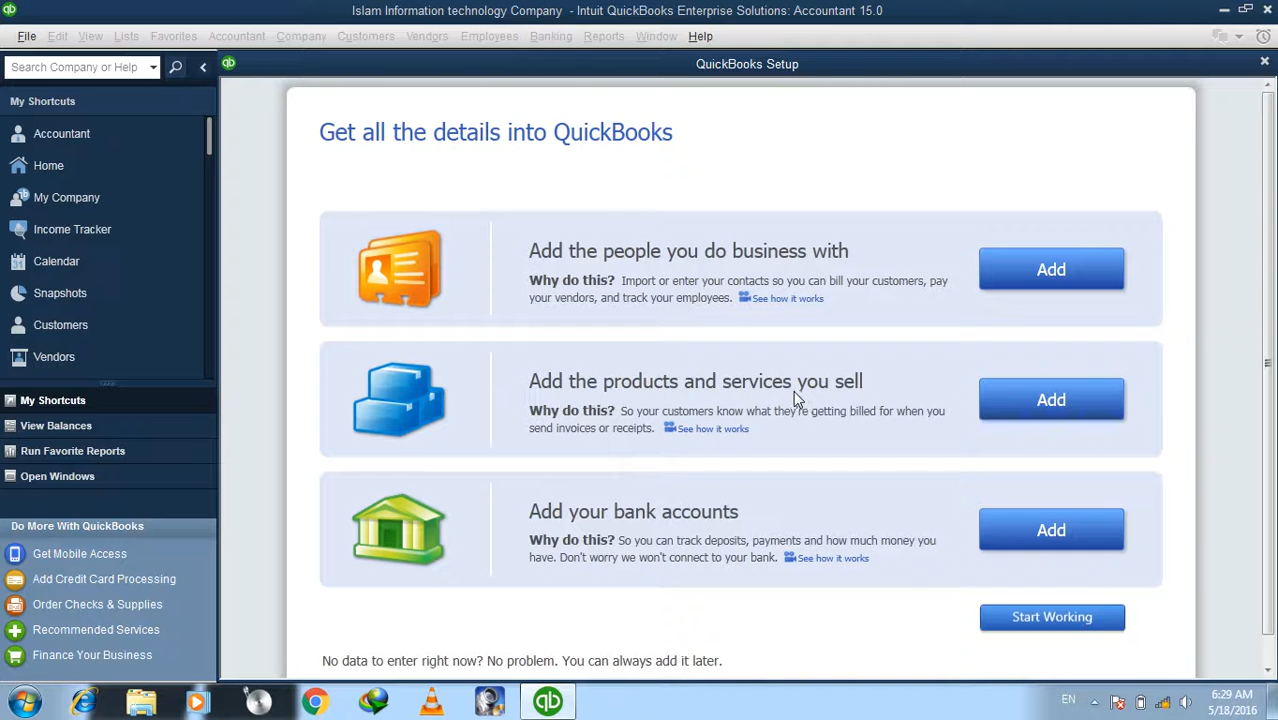 Islam Information technology Company - Intuit QuickBooks Enterprise Solutions: Accountant 15.0
File Edit View Lists Favorites Accountant Company Customers Vendors Employees Banking Reports Window Help
Search Company or Help
QuickBooks Setup
My Shortcuts
Accountant
Home
My Company
Income Tracker
Calendar
Snapshots
Customers
Vendors
My Shortcuts
View Balances
Run Favorite Reports
Open Windows
Do More With QuickBooks
Get Mobile Access
Add Credit Card Processing
Order Checks & Supplies
Recommended Services
Finance Your Business
Get all the details into QuickBooks
Add the people you do business with
Why do this? Import or enter your contacts so you can bill your customers, pay
your vendors, and track your employees. See how it works
Add
Add the products and services you sell
Why do this? So your customers know what they're getting billed for when you
send invoices or receipts. See how it works
Add
Add your bank accounts
Why do this? So you can track deposits, payments and how much money you
have. Don't worry we won't connect to your bank. See how it works
Add
Start Working
No data to enter right now? No problem. You can always add it later.
EN
6:29 AM
5/18/2016